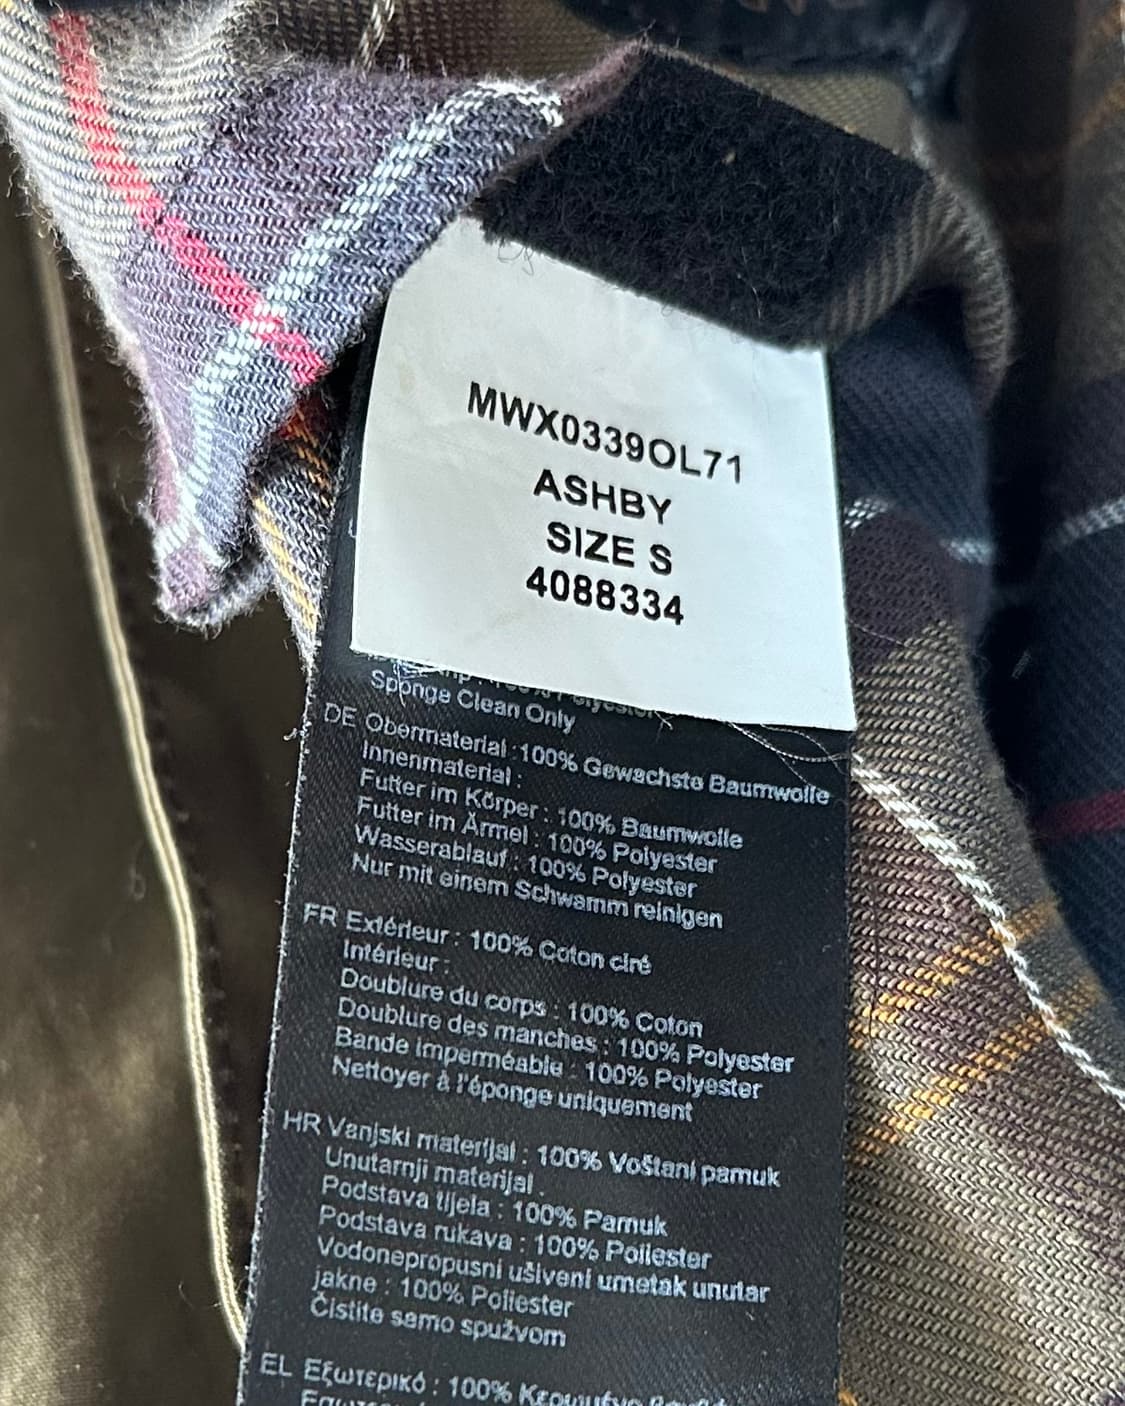 MWX0339OL71
ASHBY
SIZE S
4088334
Sponge Clean Only
DE Obermaterial :100% Gewachste Baumwolle
Innenmaterial :
Futter im Körper : 100% Baumwolle
Futter im Ärmel : 100% Polyester
Wasserablauf : 100% Polyester
Nur mit einem Schwamm reinigen
FR Extérieur : 100% Coton ciré
Intérieur :
Doublure du corps : 100% Coton
Doublure des manches : 100% Polyester
Bande imperméable : 100% Polyester
Nettoyer à l'éponge uniquement
HR Vanjski materijal : 100% Voštani pamuk
Unutarnji materijal :
Podstava tijela : 100% Pamuk
Podstava rukava : 100% Poliester
Vodonepropusni ušiveni umetak unutar
jakne : 100% Poliester
Čistite samo spužvom
EL Εξωτερικό : 100%